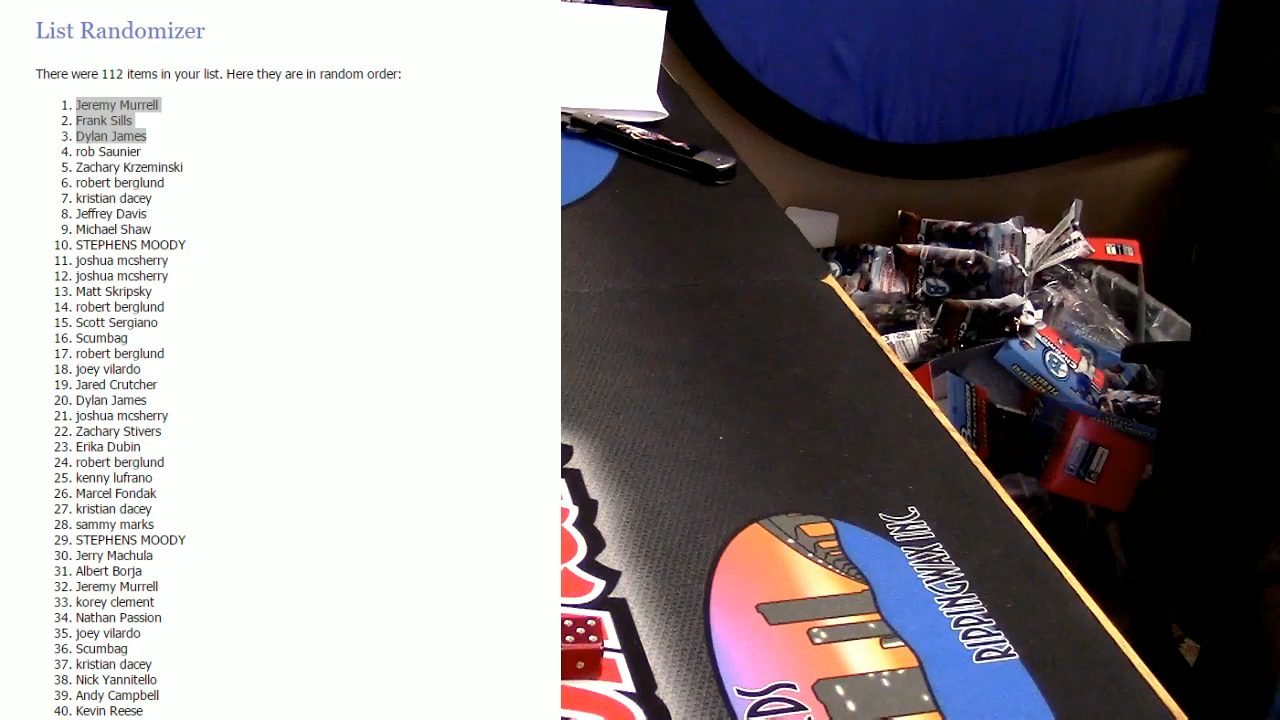 List Randomizer
There were 112 items in your list. Here they are in random order:
1. Jeremy Murrell
2. Frank Sills
3. Dylan James
4. rob Saunier
5. Zachary Krzeminski
6. robert berglund
7. kristian dacey
8. Jeffrey Davis
9. Michael Shaw
10. STEPHENS MOODY
11. joshua mcsherry
12. joshua mcsherry
13. Matt Skripsky
14. robert berglund
15. Scott Sergiano
16. Scumbag
17. robert berglund
18. joey vilardo
19. Jared Crutcher
20. Dylan James
21. joshua mcsherry
22. Zachary Stivers
23. Erika Dubin
24. robert berglund
25. kenny lufrano
26. Marcel Fondak
27. kristian dacey
28. sammy marks
29. STEPHENS MOODY
30. Jerry Machula
31. Albert Borja
32. Jeremy Murrell
33. korey clement
34. Nathan Passion
35. joey vilardo
36. Scumbag
37. kristian dacey
38. Nick Yannitello
39. Andy Campbell
40. Kevin Reese
RIPPINGWAX INC.